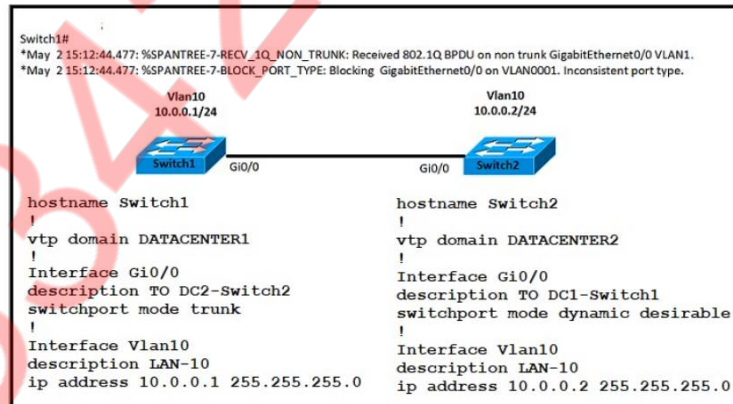 Switch1#
*May 2 15:12:44.477: %SPANTREE-7-RECV_1Q_NON_TRUNK: Received 802.1Q BPDU on non trunk GigabitEthernet0/0 VLAN1.
*May 2 15:12:44.477: %SPANTREE-7-BLOCK_PORT_TYPE: Blocking GigabitEthernet0/0 on VLAN0001. Inconsistent port type.
Vlan10
10.0.0.1/24
Vlan10
10.0.0.2/24
Switch1
Gi0/0
Gi0/0
Switch2
hostname Switch1
!
vtp domain DATACENTER1
!
Interface Gi0/0
description TO DC2-Switch2
switchport mode trunk
!
Interface Vlan10
description LAN-10
ip address 10.0.0.1 255.255.255.0
hostname Switch2
!
vtp domain DATACENTER2
!
Interface Gi0/0
description TO DC1-Switch1
switchport mode dynamic desirable
!
Interface Vlan10
description LAN-10
ip address 10.0.0.2 255.255.255.0